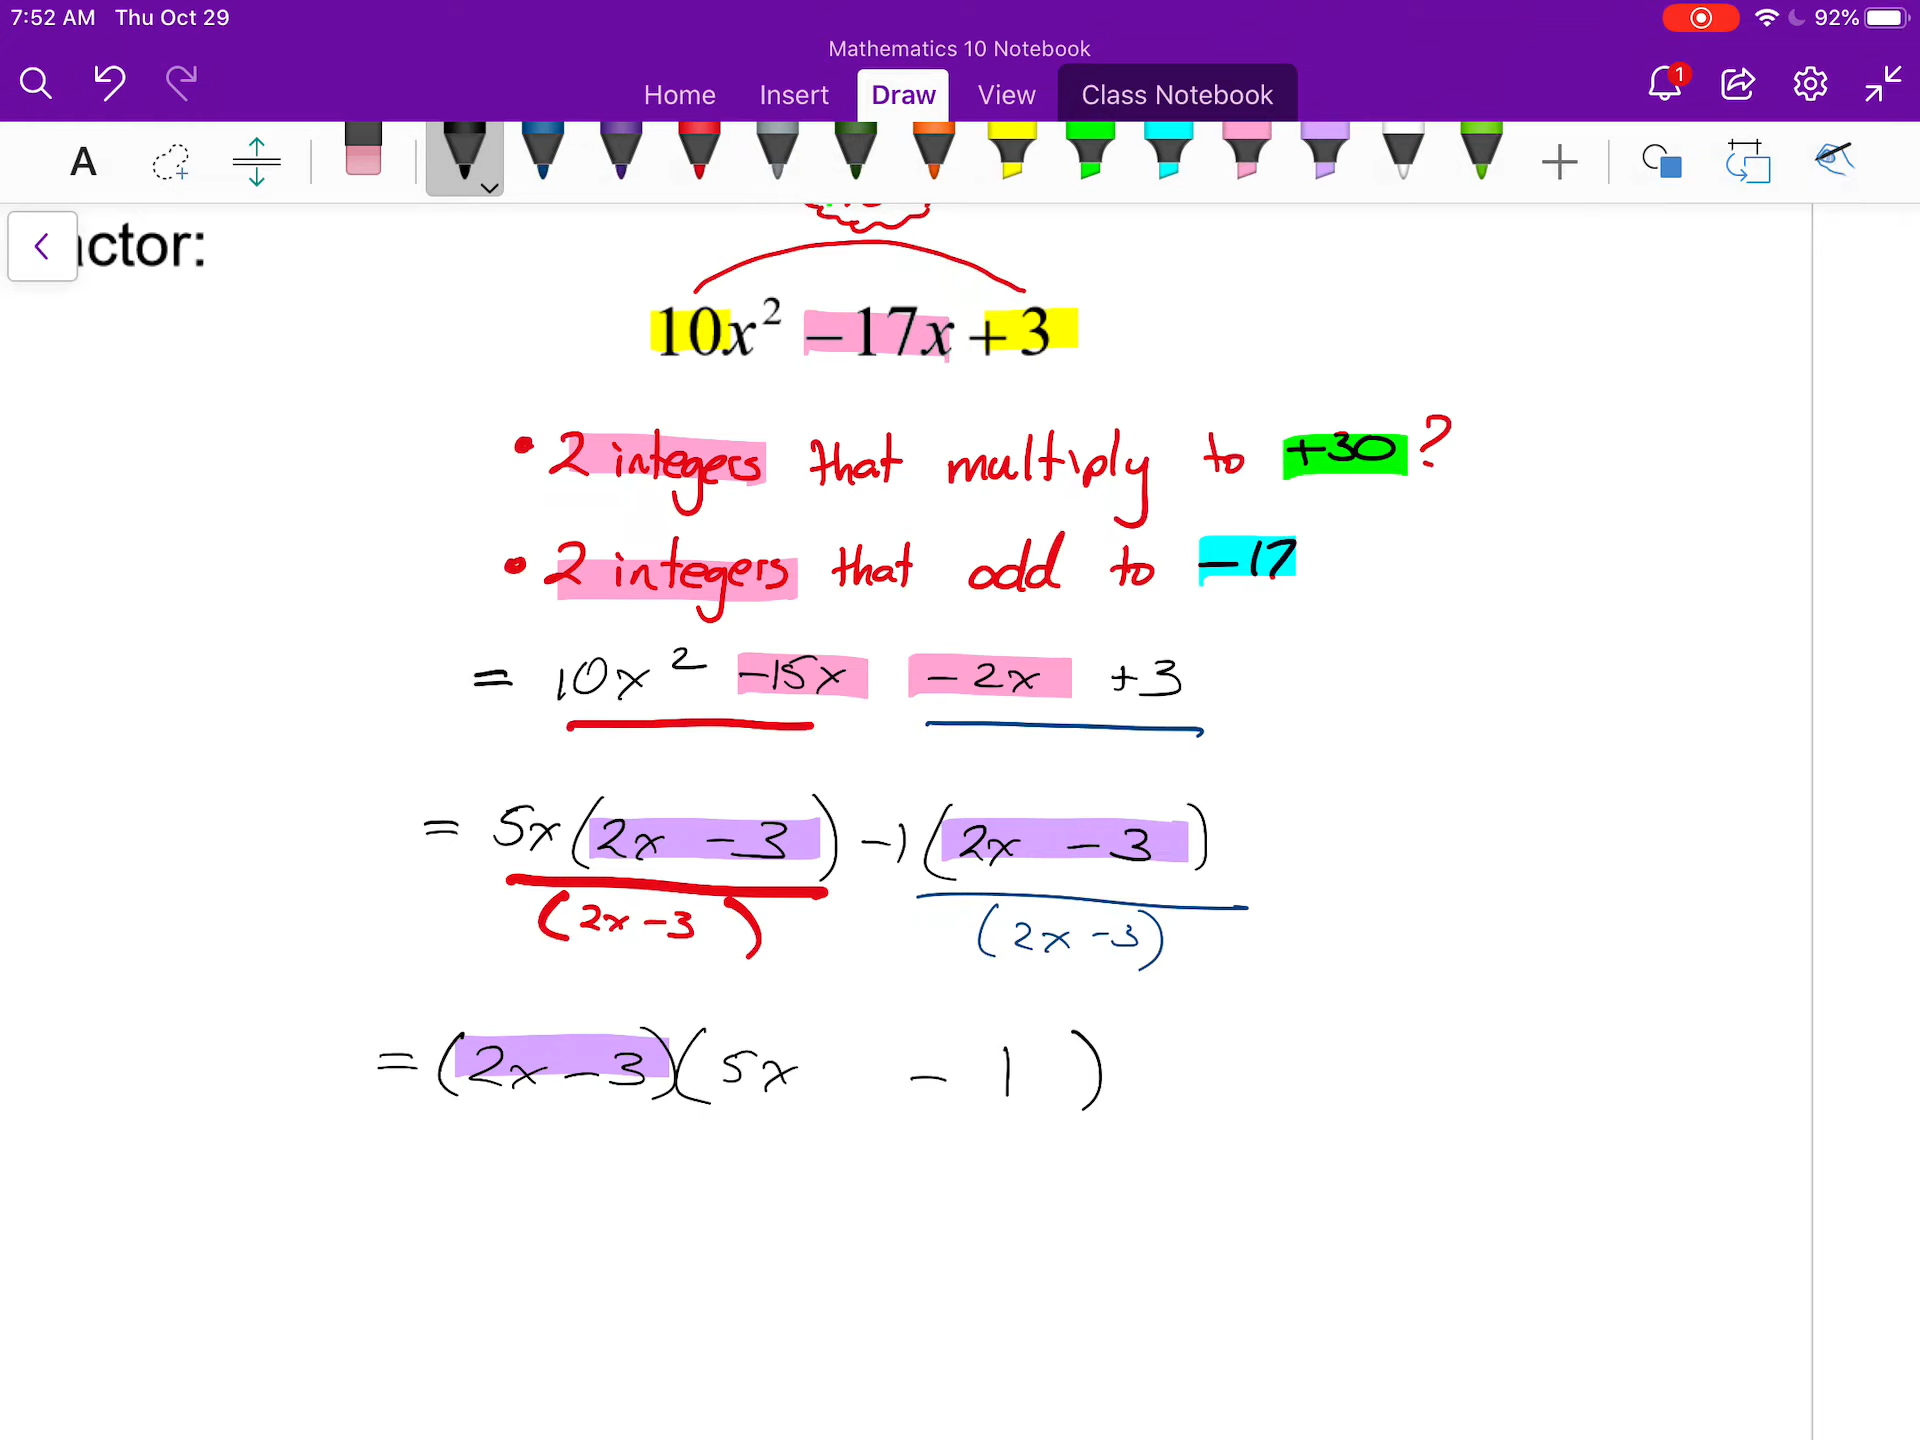 7:52 AM Thu Oct 29
92%
Mathematics 10 Notebook
1
Home Insert Draw View Class Notebook
A
actor:
10x² −17x +3
• 2 integers that multiply to +30?
• 2 integers that add to −17
= 10x² −15x −2x +3
= 5x(2x −3) −1(2x −3)
(2x −3) (2x −3)
= (2x −3)(5x − 1)